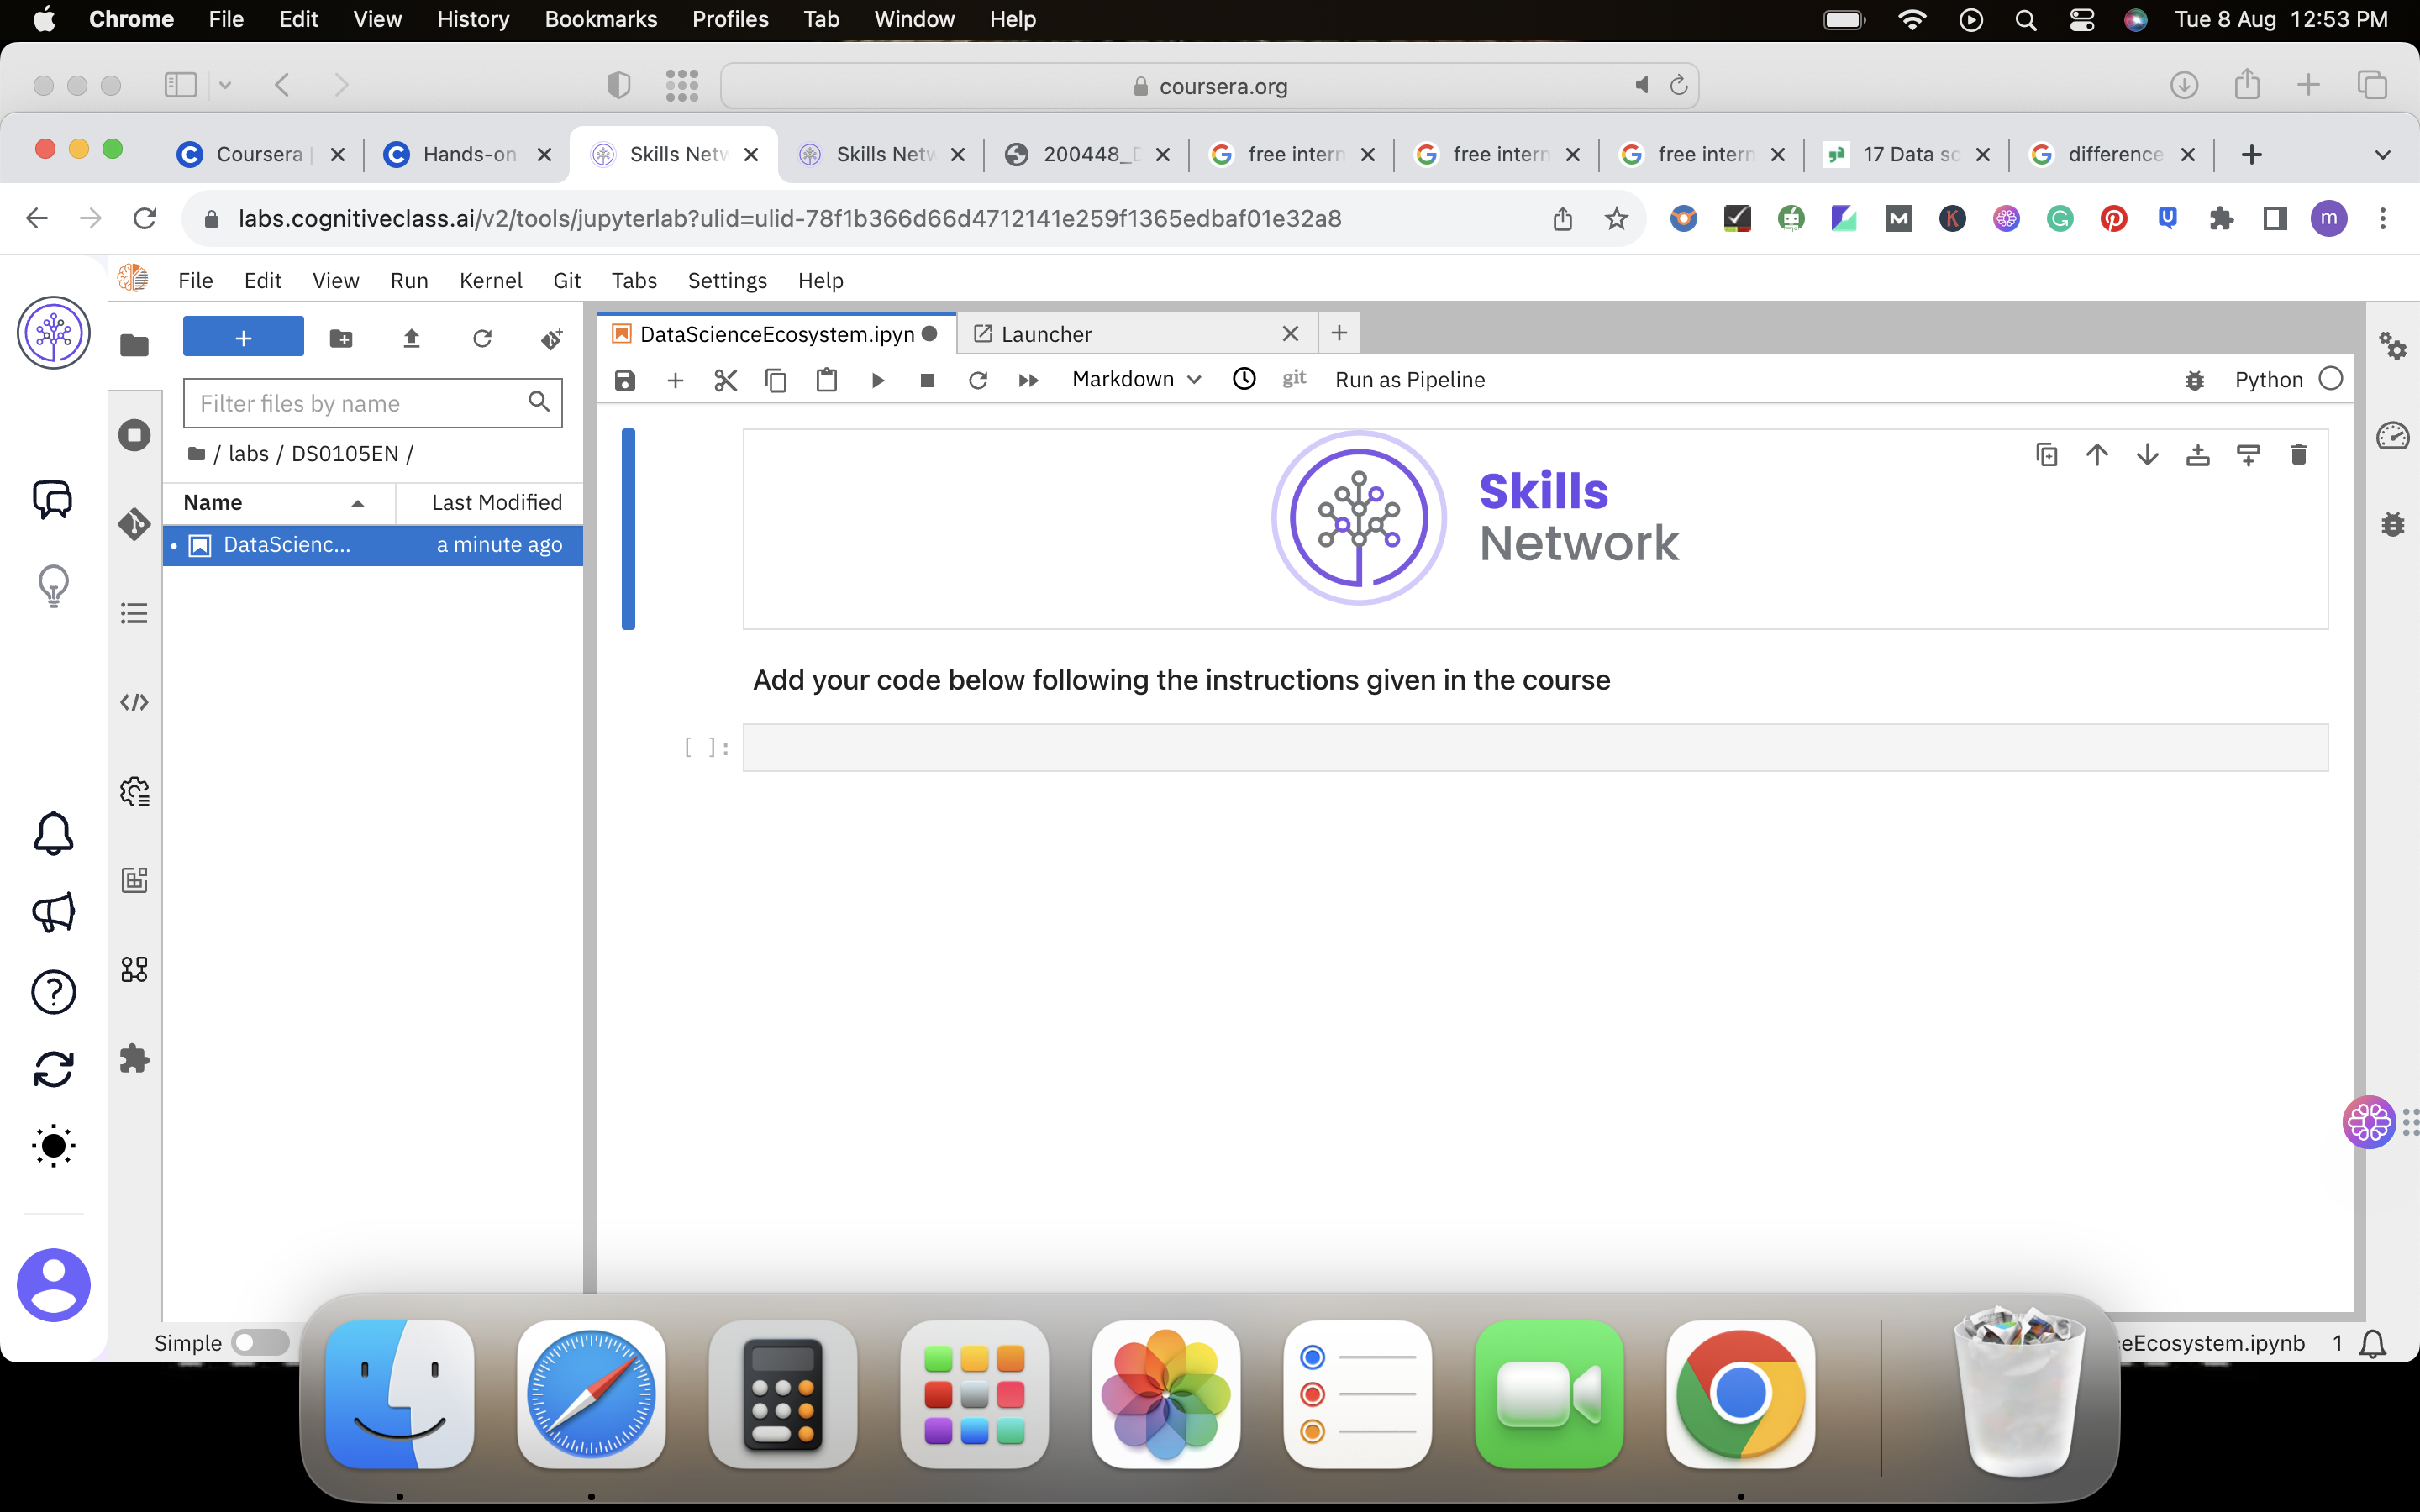 Chrome File Edit View History Bookmarks Profiles Tab Window Help Tue 8 Aug 12:53 PM
coursera.org
Coursera | Hands-on Skills Netw Skills Netw 200448_D free intern free intern free intern 17 Data sc difference
labs.cognitiveclass.ai/v2/tools/jupyterlab?ulid=ulid-78f1b366d66d4712141e259f1365edbaf01e32a8 m
File Edit View Run Kernel Git Tabs Settings Help
DataScienceEcosystem.ipyn Launcher
Markdown git Run as Pipeline Python
Filter files by name
/ labs / DS0105EN /
Name Last Modified
DataScienc... a minute ago
Skills
Network
Add your code below following the instructions given in the course
[ ]:
Simple
eEcosystem.ipynb 1